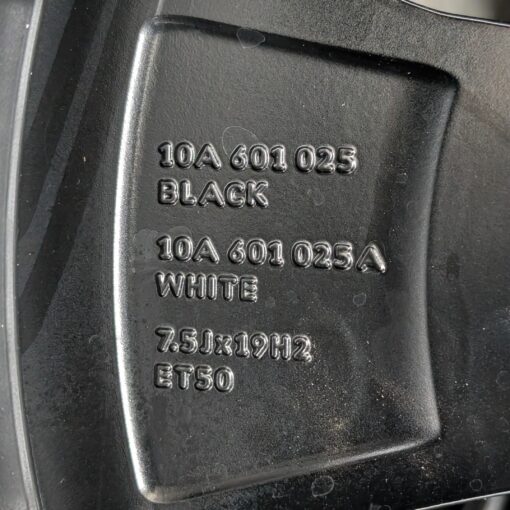 10A 601 025
BLACK
10A 601 025 A
WHITE
7.5Jx19H2
ET50